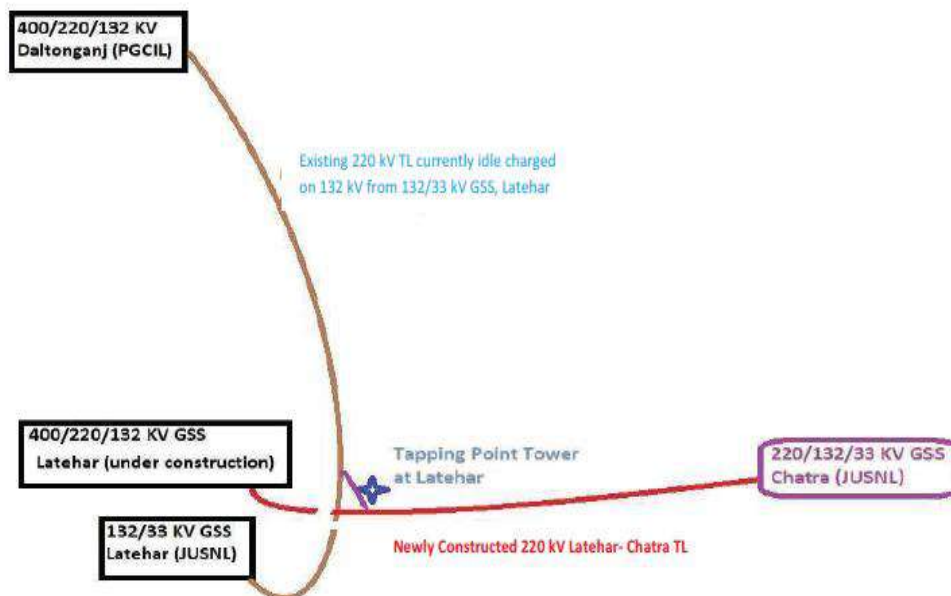 400/220/132 KV
Daltonganj (PGCIL)
Existing 220 kV TL currently idle charged
on 132 kV from 132/33 kV GSS, Latehar
400/220/132 KV GSS
Latehar (under construction)
Tapping Point Tower
at Latehar
220/132/33 KV GSS
Chatra (JUSNL)
132/33 KV GSS
Latehar (JUSNL)
Newly Constructed 220 kV Latehar- Chatra TL